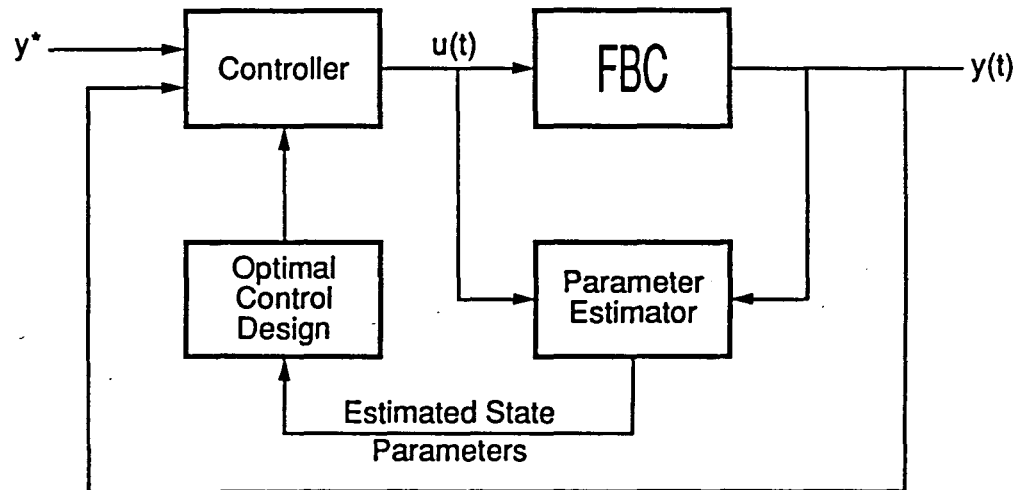 y*
Controller
u(t)
FBC
y(t)
Optimal
Control
Design
Parameter
Estimator
Estimated State
Parameters